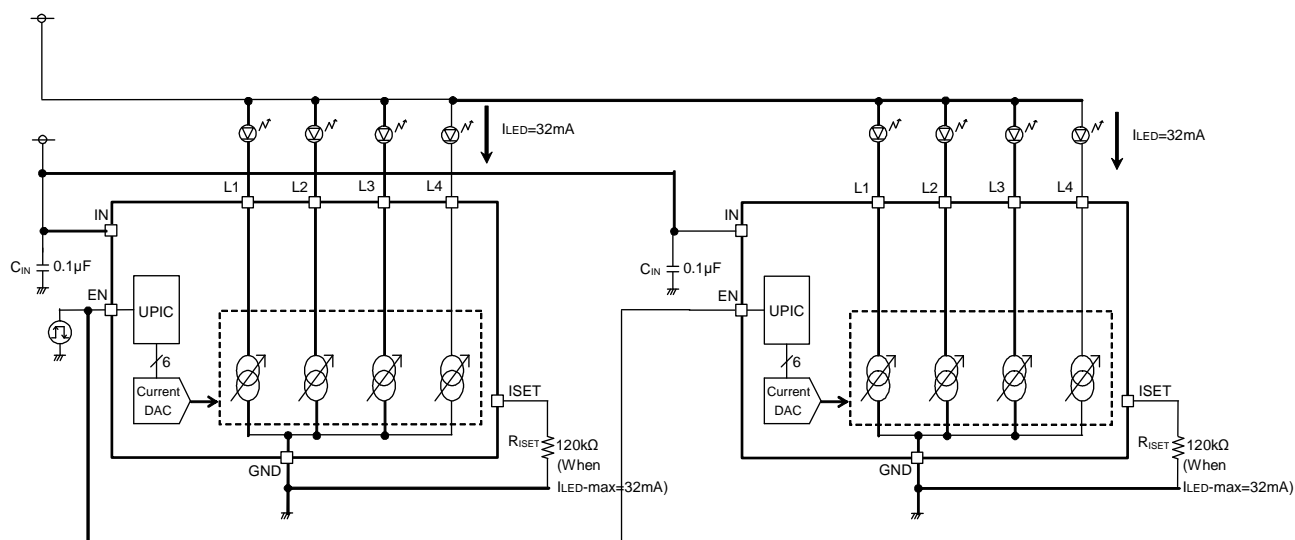 ILED=32mA
ILED=32mA
L1 L2 L3 L4
L1 L2 L3 L4
IN
IN
CIN 0.1µF
CIN 0.1µF
EN
EN
UPIC
UPIC
6
6
Current
DAC
Current
DAC
ISET
ISET
RISET 120kΩ
(When
ILED-max=32mA)
RISET 120kΩ
(When
ILED-max=32mA)
GND
GND